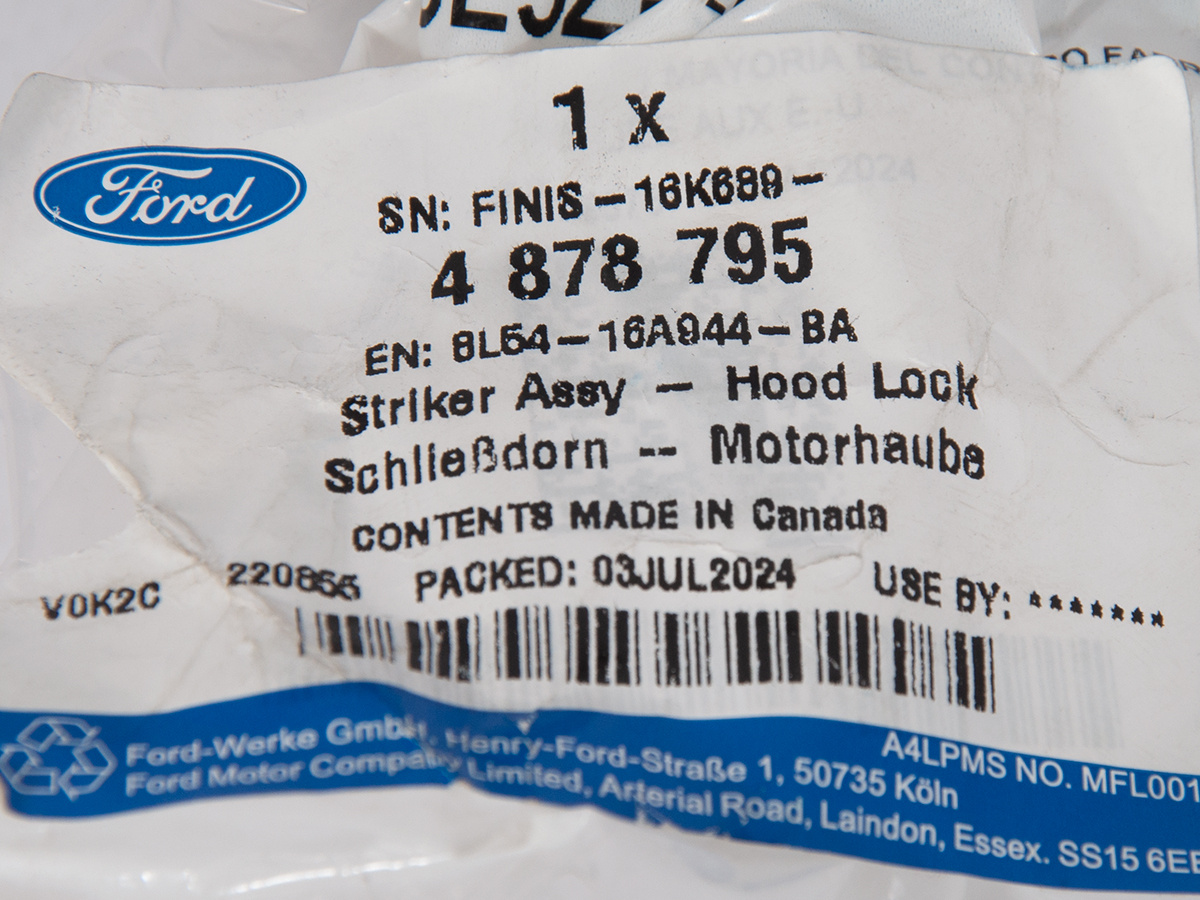 1 x
Ford
SN: FINIS-16K689-
4 878 795
EN: 8L54-16A944-BA
Striker Assy - Hood Lock
Schließdorn -- Motorhaube
CONTENTS MADE IN Canada
V0K2C 220855 PACKED: 03JUL2024 USE BY: *******
A4LPMS NO. MFL001
Ford-Werke GmbH, Henry-Ford-Straße 1, 50735 Köln
Ford Motor Company Limited, Arterial Road, Laindon, Essex. SS15 6EE